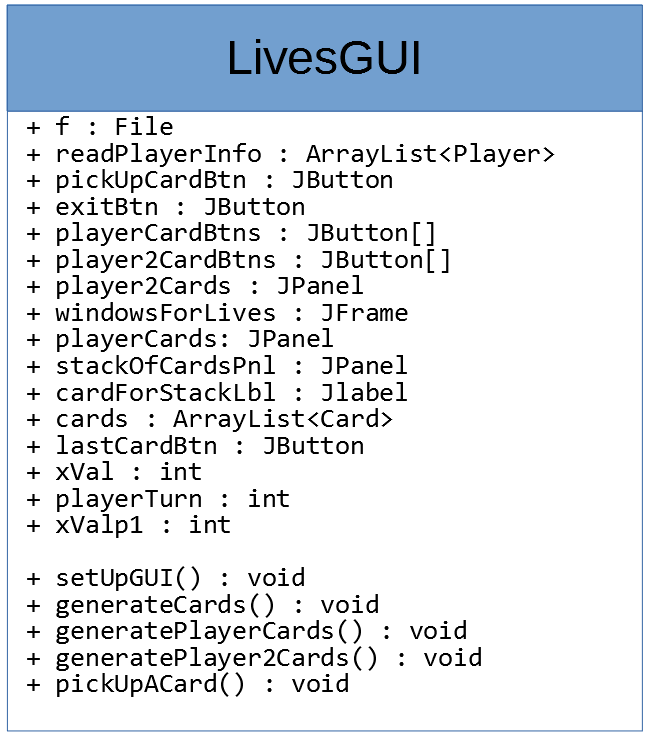 LivesGUI
+ f : File
+ readPlayerInfo : ArrayList<Player>
+ pickUpCardBtn : JButton
+ exitBtn : JButton
+ playerCardBtns : JButton[]
+ player2CardBtns : JButton[]
+ player2Cards : JPanel
+ windowsForLives : JFrame
+ playerCards: JPanel
+ stackOfCardsPnl : JPanel
+ cardForStackLbl : Jlabel
+ cards : ArrayList<Card>
+ lastCardBtn : JButton
+ xVal : int
+ playerTurn : int
+ xValp1 : int
+ setUpGUI() : void
+ generateCards() : void
+ generatePlayerCards() : void
+ generatePlayer2Cards() : void
+ pickUpACard() : void